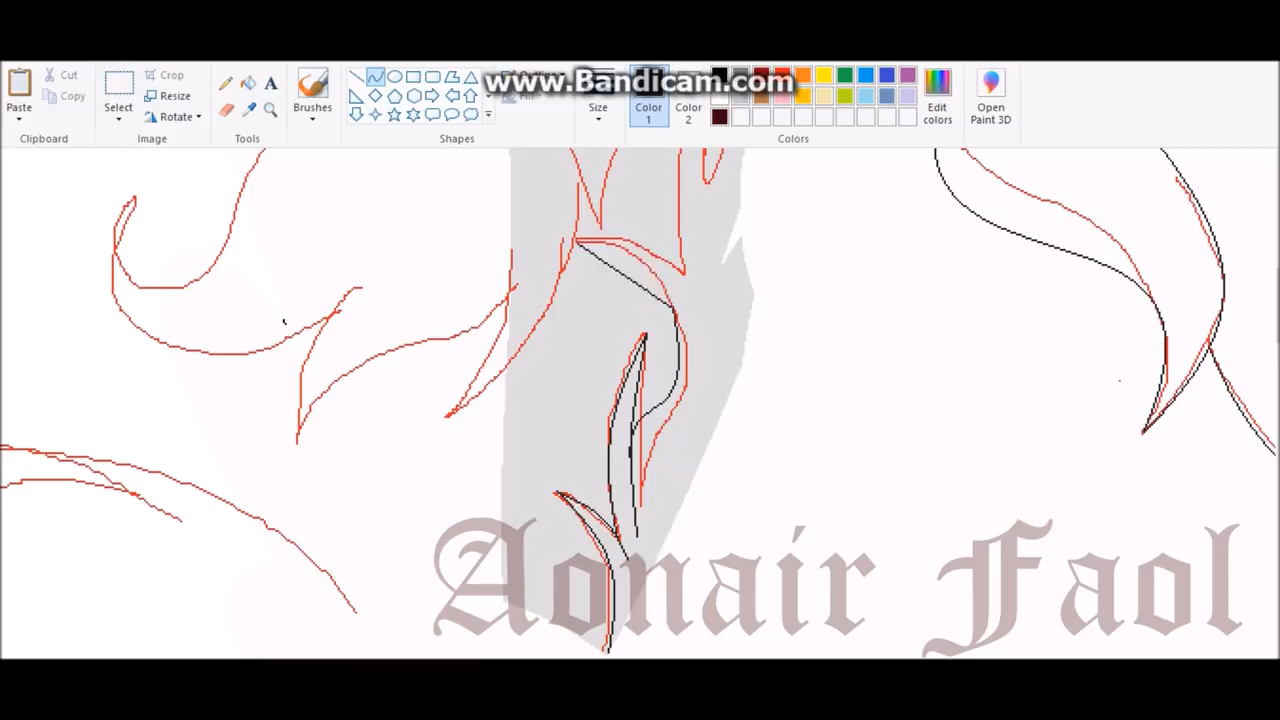 www.Bandicam.com
Paste
Cut
Copy
Clipboard
Select
Crop
Resize
Rotate
Image
A
Tools
Brushes
Shapes
Size
Color
1
Color
2
Colors
Edit
colors
Open
Paint 3D
Aonair Faol